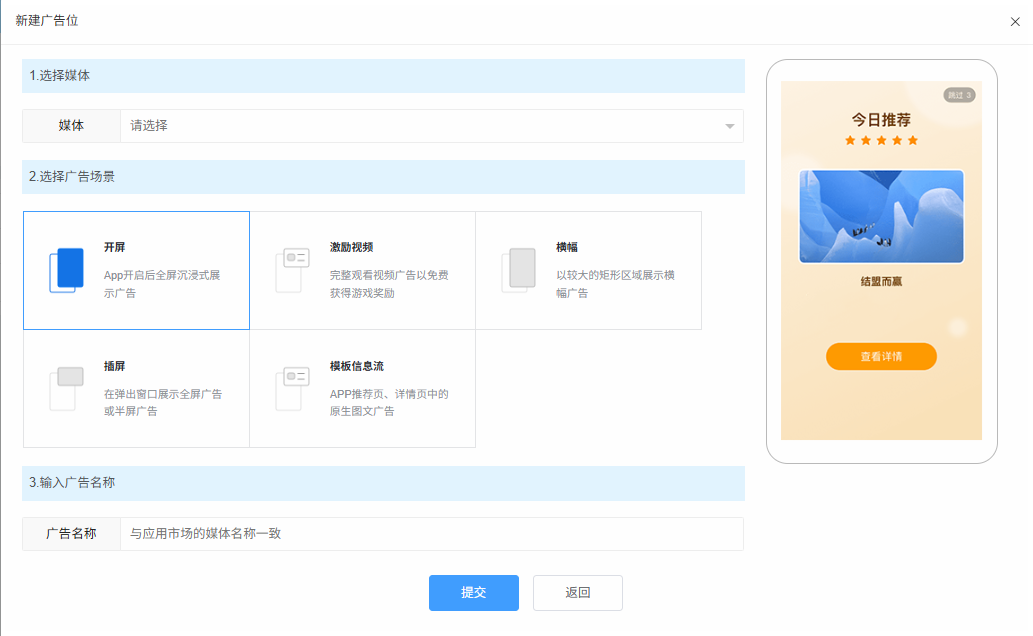 新建广告位
1.选择媒体
媒体
请选择
2.选择广告场景
开屏
App开启后全屏沉浸式展
示广告
激励视频
完整观看视频广告以免费
获得游戏奖励
横幅
以较大的矩形区域展示横
幅广告
插屏
在弹出窗口展示全屏广告
或半屏广告
模板信息流
APP推荐页、详情页中的
原生图文广告
3.输入广告名称
广告名称
与应用市场的媒体名称一致
提交
返回
跳过 3
今日推荐
结盟而赢
查看详情